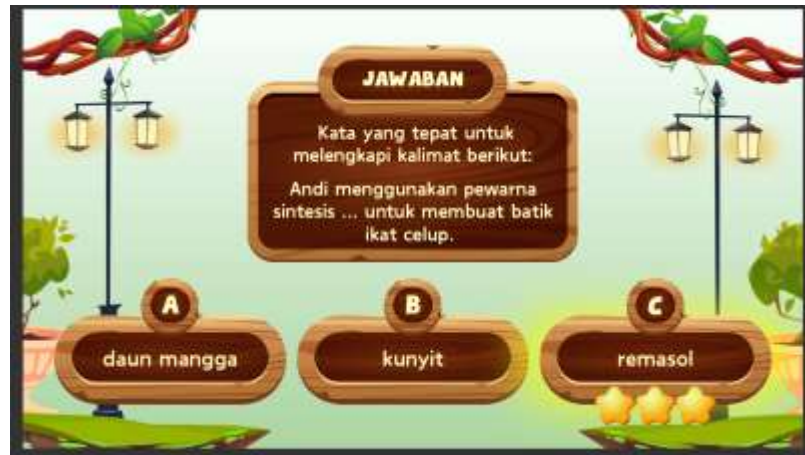 JAWABAN
Kata yang tepat untuk
melengkapi kalimat berikut:
Andi menggunakan pewarna
sintesis ... untuk membuat batik
ikat celup.
A
B
C
daun mangga
kunyit
remasol